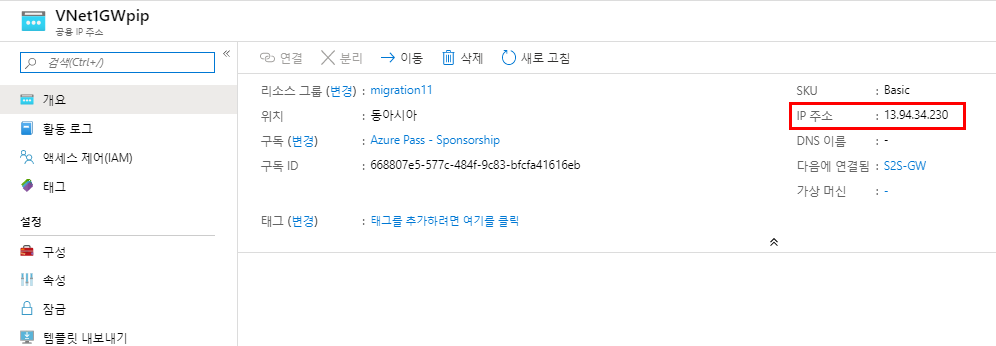 VNet1GWpip
공용 IP 주소
검색(Ctrl+/)
«
개요
활동 로그
액세스 제어(IAM)
태그
설정
구성
속성
잠금
템플릿 내보내기
연결 분리 이동 삭제 새로 고침
리소스 그룹 (변경) : migration11
위치 : 동아시아
구독 (변경) : Azure Pass - Sponsorship
구독 ID : 668807e5-577c-484f-9c83-bfcfa41616eb
태그 (변경) : 태그를 추가하려면 여기를 클릭
SKU : Basic
IP 주소 : 13.94.34.230
DNS 이름 : -
다음에 연결됨 : S2S-GW
가상 머신 : -